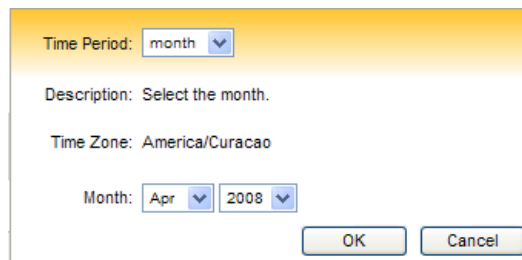 Time Period: month
Description: Select the month.
Time Zone: America/Curacao
Month: Apr 2008
OK Cancel